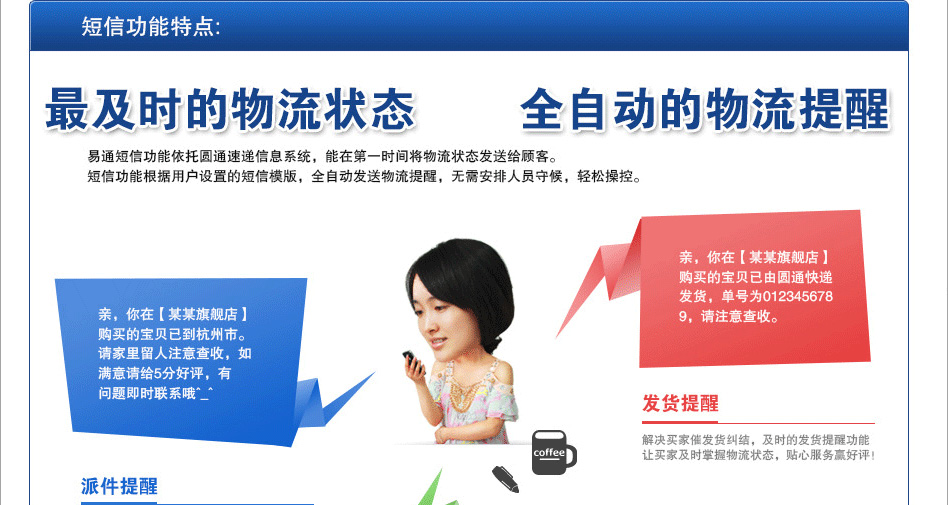 短信功能特点:
最及时的物流状态 全自动的物流提醒
易通短信功能依托圆通速递信息系统，能在第一时间将物流状态发送给顾客。
短信功能根据用户设置的短信模版，全自动发送物流提醒，无需安排人员守候，轻松操控。
亲，你在【某某旗舰店】
购买的宝贝已由圆通快递
发货，单号为012345678
9，请注意查收。
亲，你在【某某旗舰店】
购买的宝贝已到杭州市。
请家里留人注意查收，如
满意请给5分好评，有
问题即时联系哦^_^
发货提醒
解决买家催发货纠结，及时的发货提醒功能
让买家及时掌握物流状态，贴心服务赢好评！
coffee
派件提醒